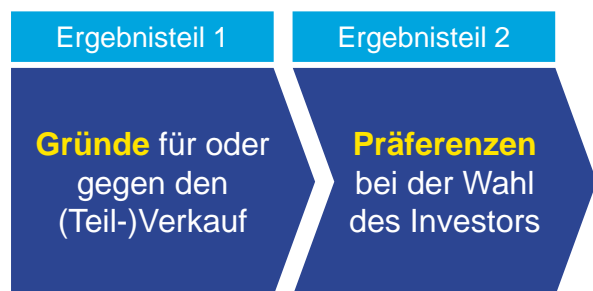 Ergebnisteil 1
Gründe für oder
gegen den
(Teil-)Verkauf
Ergebnisteil 2
Präferenzen
bei der Wahl
des Investors